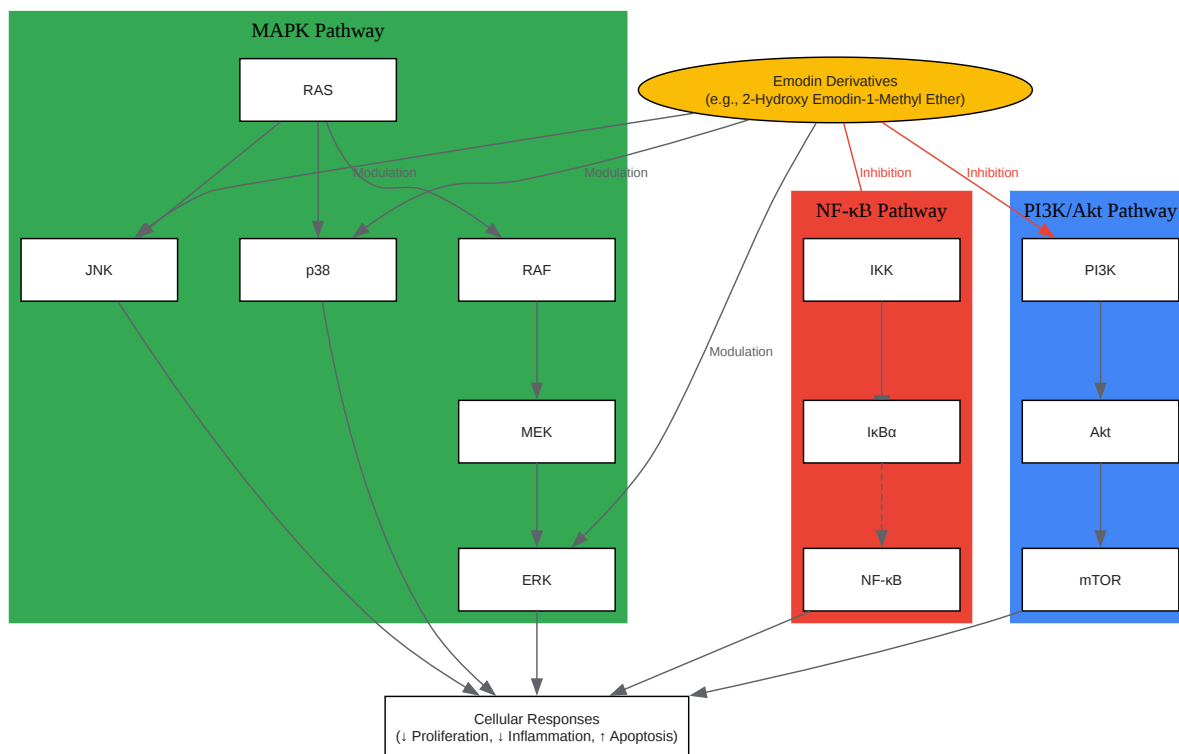 MAPK Pathway
RAS
Emodin Derivatives
(e.g., 2-Hydroxy Emodin-1-Methyl Ether)
Modulation
Modulation
Inhibition
Inhibition
NF-κB Pathway
PI3K/Akt Pathway
JNK
p38
RAF
IKK
PI3K
Modulation
MEK
IκBα
Akt
ERK
NF-κB
mTOR
Cellular Responses
(↓ Proliferation, ↓ Inflammation, ↑ Apoptosis)